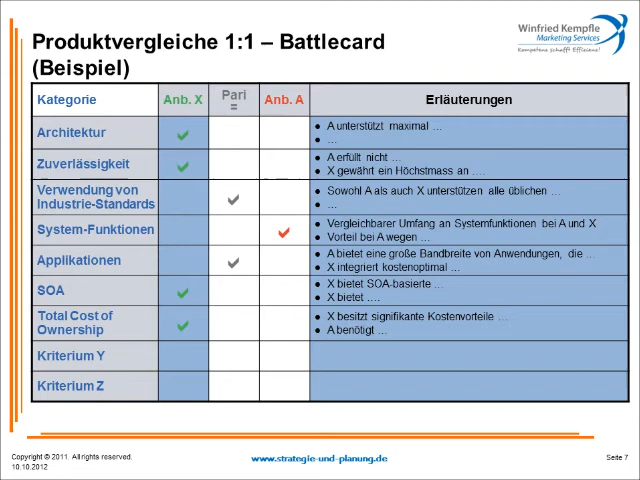 Produktvergleiche 1:1 – Battlecard
(Beispiel)
Winfried Kempfle
Marketing Services
Kompetenz schafft Effizienz!
Kategorie Anb. X Pari = Anb. A Erläuterungen
Architektur
● A unterstützt maximal …
● …
Zuverlässigkeit
● A erfüllt nicht …
● X gewährt ein Höchstmass an ….
Verwendung von
Industrie-Standards
● Sowohl A als auch X unterstützen alle üblichen …
● …
System-Funktionen
● Vergleichbarer Umfang an Systemfunktionen bei A und X
● Vorteil bei A wegen …
Applikationen
● A bietet eine große Bandbreite von Anwendungen, die …
● X integriert kostenoptimal …
SOA
● X bietet SOA-basierte …
● X bietet ….
Total Cost of
Ownership
● X besitzt signifikante Kostenvorteile …
● A benötigt …
Kriterium Y
Kriterium Z
Copyright © 2011. All rights reserved.
10.10.2012
www.strategie-und-planung.de
Seite 7